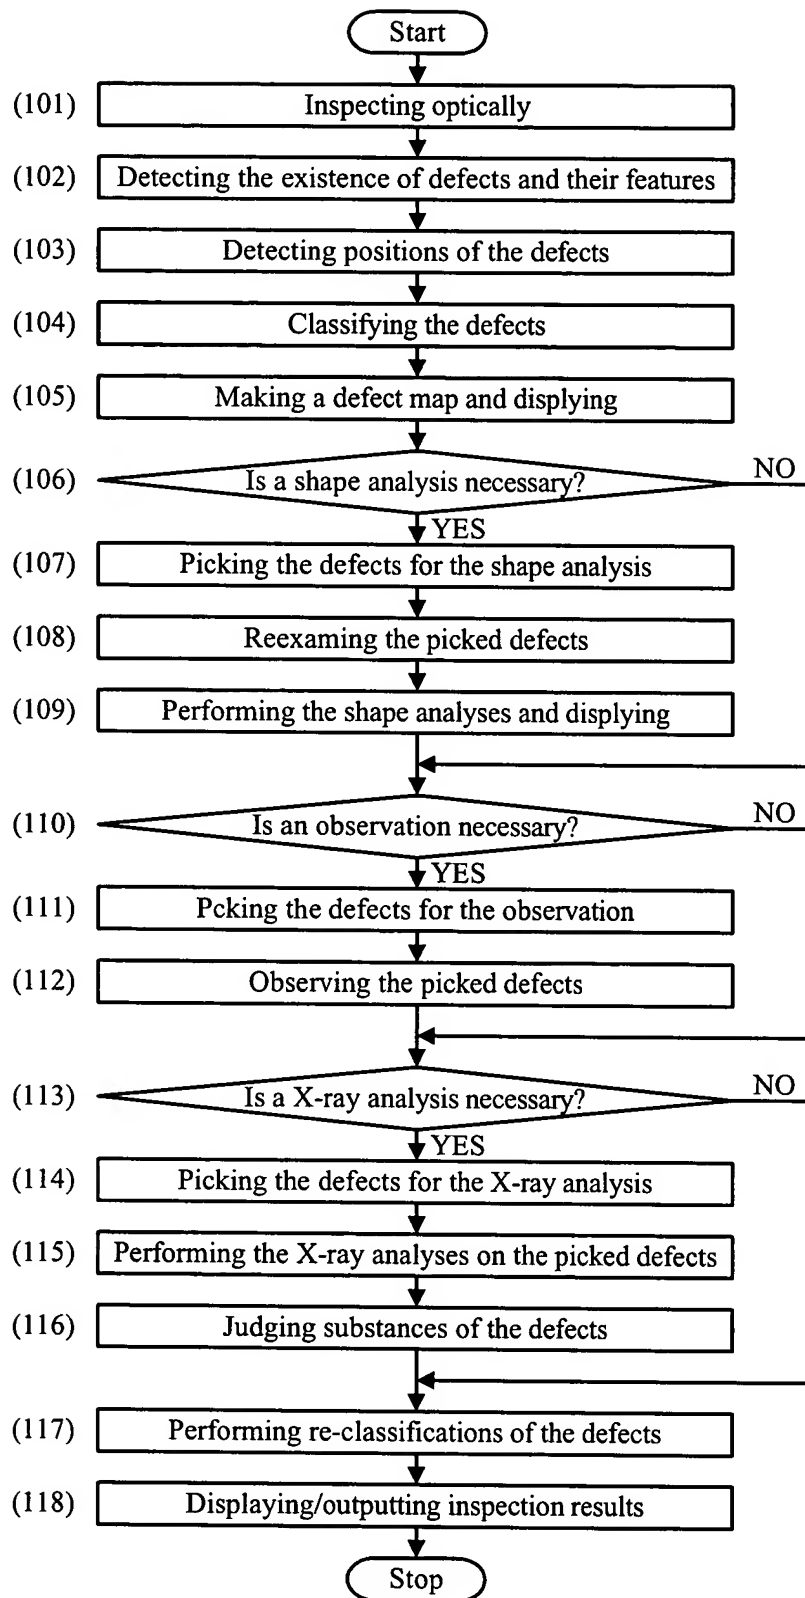 Start
(101) Inspecting optically
(102) Detecting the existence of defects and their features
(103) Detecting positions of the defects
(104) Classifying the defects
(105) Making a defect map and displying
(106) Is a shape analysis necessary? NO
YES
(107) Picking the defects for the shape analysis
(108) Reexaming the picked defects
(109) Performing the shape analyses and displying
(110) Is an observation necessary? NO
YES
(111) Pcking the defects for the observation
(112) Observing the picked defects
(113) Is a X-ray analysis necessary? NO
YES
(114) Picking the defects for the X-ray analysis
(115) Performing the X-ray analyses on the picked defects
(116) Judging substances of the defects
(117) Performing re-classifications of the defects
(118) Displaying/outputting inspection results
Stop